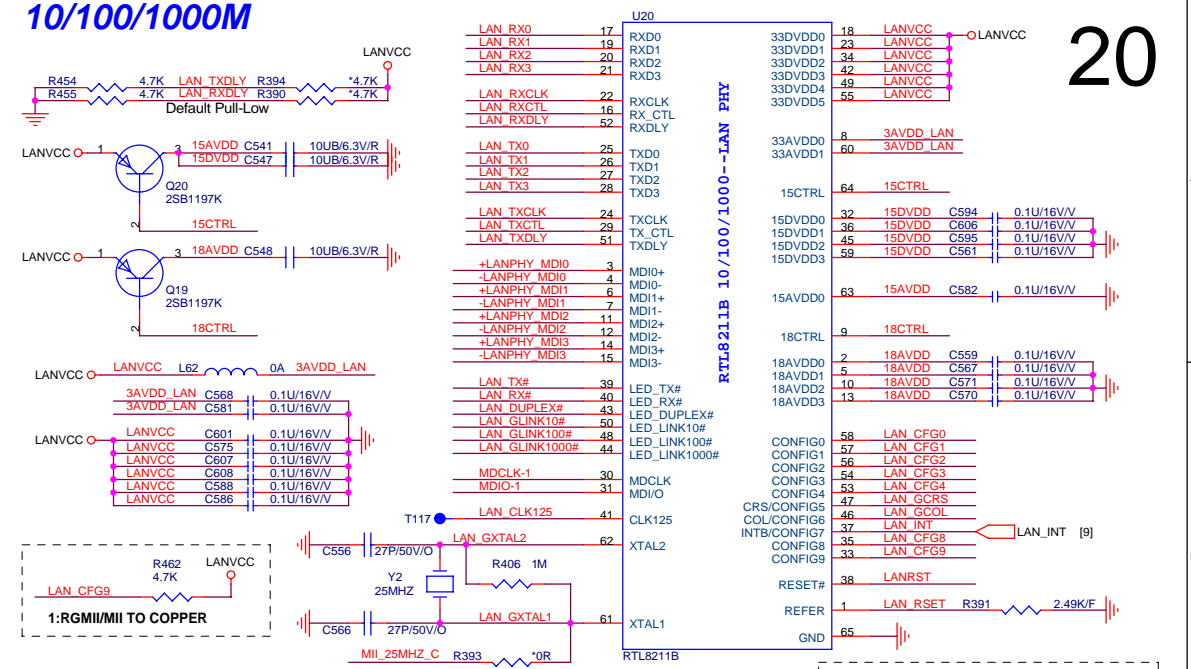 10/100/1000M
20
R454 4.7K LAN_TXDLY R394 *4.7K LANVCC
R455 4.7K LAN_RXDLY R390 *4.7K
Default Pull-Low
LANVCC 1 3 15AVDD C541 10UB/6.3V/R
15DVDD C547 10UB/6.3V/R
Q20
2SB1197K
2 15CTRL
LANVCC 1 3 18AVDD C548 10UB/6.3V/R
Q19
2SB1197K
2 18CTRL
LANVCC LANVCC L62 0A 3AVDD_LAN
3AVDD_LAN C568 0.1U/16V/V
3AVDD_LAN C581 0.1U/16V/V
LANVCC LANVCC C601 0.1U/16V/V
LANVCC C575 0.1U/16V/V
LANVCC C607 0.1U/16V/V
LANVCC C608 0.1U/16V/V
LANVCC C588 0.1U/16V/V
LANVCC C586 0.1U/16V/V
R462
4.7K
LANVCC
LAN_CFG9
1:RGMII/MII TO COPPER
U20
LAN_RX0 17 RXD0
LAN_RX1 19 RXD1
LAN_RX2 20 RXD2
LAN_RX3 21 RXD3
LAN_RXCLK 22 RXCLK
LAN_RXCTL 16 RX_CTL
LAN_RXDLY 52 RXDLY
LAN_TX0 25 TXD0
LAN_TX1 26 TXD1
LAN_TX2 27 TXD2
LAN_TX3 28 TXD3
LAN_TXCLK 24 TXCLK
LAN_TXCTL 29 TX_CTL
LAN_TXDLY 51 TXDLY
+LANPHY_MDI0 3 MDI0+
-LANPHY_MDI0 4 MDI0-
+LANPHY_MDI1 6 MDI1+
-LANPHY_MDI1 7 MDI1-
+LANPHY_MDI2 11 MDI2+
-LANPHY_MDI2 12 MDI2-
+LANPHY_MDI3 14 MDI3+
-LANPHY_MDI3 15 MDI3-
LAN_TX# 39 LED_TX#
LAN_RX# 40 LED_RX#
LAN_DUPLEX# 43 LED_DUPLEX#
LAN_GLINK10# 50 LED_LINK10#
LAN_GLINK100# 48 LED_LINK100#
LAN_GLINK1000# 44 LED_LINK1000#
MDCLK-1 30 MDCLK
MDIO-1 31 MDI/O
T117 LAN_CLK125 41 CLK125
C556 27P/50V/O LAN_GXTAL2 62 XTAL2
Y2
25MHZ
R406 1M
C566 27P/50V/O LAN_GXTAL1 61 XTAL1
MII_25MHZ_C R393 *0R
RTL8211B
RTL8211B 10/100/1000--LAN PHY
33DVDD0 18 LANVCC LANVCC
33DVDD1 23 LANVCC
33DVDD2 34 LANVCC
33DVDD3 42 LANVCC
33DVDD4 49 LANVCC
33DVDD5 55 LANVCC
33AVDD0 8 3AVDD_LAN
33AVDD1 60 3AVDD_LAN
15CTRL 64 15CTRL
15DVDD0 32 15DVDD C594 0.1U/16V/V
15DVDD1 36 15DVDD C606 0.1U/16V/V
15DVDD2 45 15DVDD C595 0.1U/16V/V
15DVDD3 59 15DVDD C561 0.1U/16V/V
15AVDD0 63 15AVDD C582 0.1U/16V/V
18CTRL 9 18CTRL
18AVDD0 2 18AVDD C559 0.1U/16V/V
18AVDD1 5 18AVDD C567 0.1U/16V/V
18AVDD2 10 18AVDD C571 0.1U/16V/V
18AVDD3 13 18AVDD C570 0.1U/16V/V
CONFIG0 58 LAN_CFG0
CONFIG1 57 LAN_CFG1
CONFIG2 56 LAN_CFG2
CONFIG3 54 LAN_CFG3
CONFIG4 53 LAN_CFG4
CRS/CONFIG5 47 LAN_GCRS
COL/CONFIG6 46 LAN_GCOL
INTB/CONFIG7 37 LAN_INT LAN_INT [9]
CONFIG8 35 LAN_CFG8
CONFIG9 33 LAN_CFG9
RESET# 38 LANRST
REFER 1 LAN_RSET R391 2.49K/F
GND 65